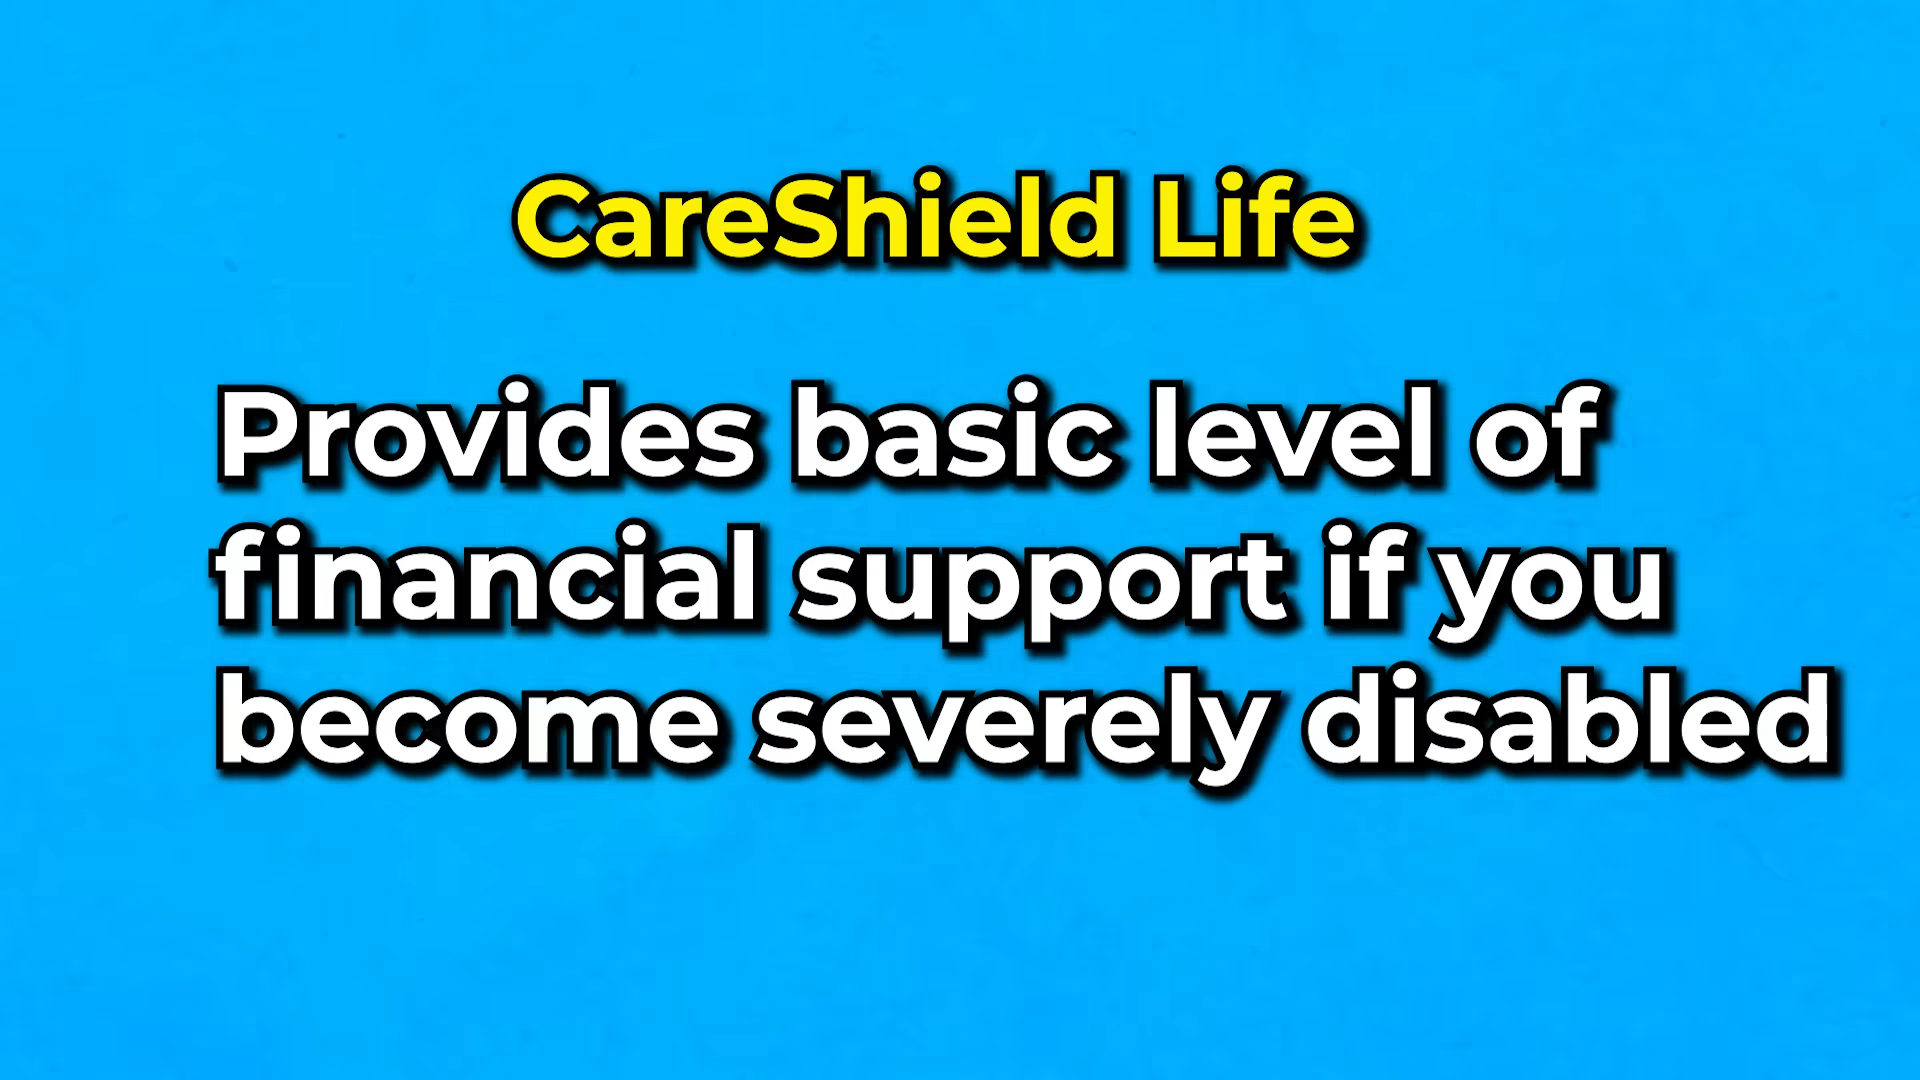 CareShield Life
Provides basic level of
financial support if you
become severely disabled